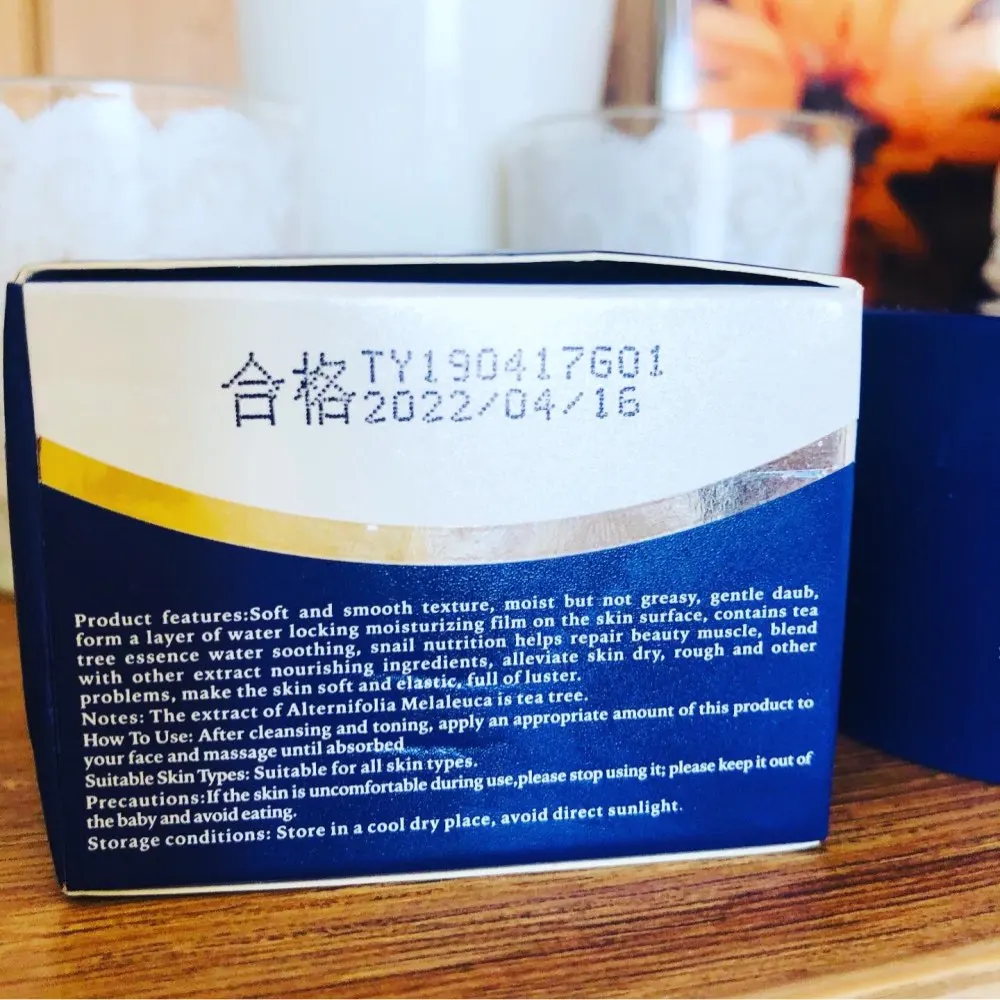 合格 TY190417G01
2022/04/16
Product features:Soft and smooth texture, moist but not greasy, gentle daub,
form a layer of water locking moisturizing film on the skin surface, contains tea
tree essence water soothing, snail nutrition helps repair beauty muscle, blend
with other extract nourishing ingredients, alleviate skin dry, rough and other
problems, make the skin soft and elastic, full of luster.
Notes: The extract of Alternifolia Melaleuca is tea tree.
How To Use: After cleansing and toning, apply an appropriate amount of this product to
your face and massage until absorbed
Suitable Skin Types: Suitable for all skin types.
Precautions:If the skin is uncomfortable during use,please stop using it; please keep it out of
the baby and avoid eating.
Storage conditions: Store in a cool dry place, avoid direct sunlight.